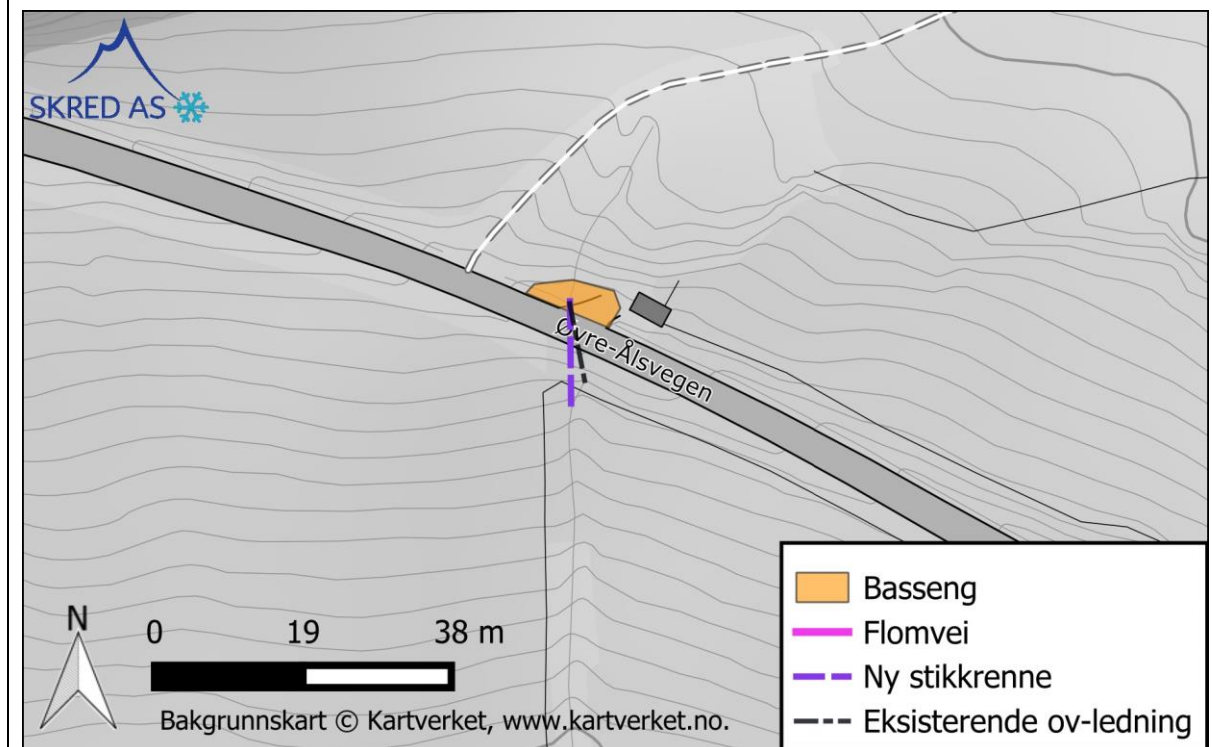 SKRED AS
Øvre-Ålsvegen
N
0 19 38 m
Bakgrunnskart © Kartverket, www.kartverket.no.
Basseng
Flomvei
Ny stikkrenne
Eksisterende ov-ledning